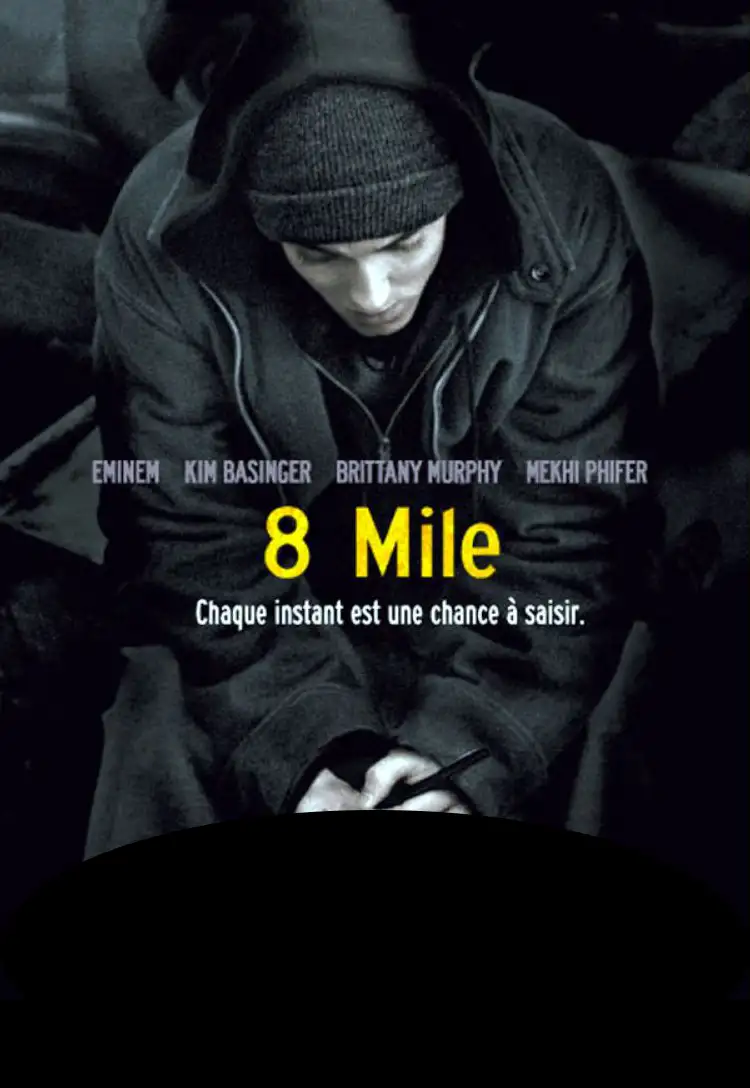 EMINEM KIM BASINGER BRITTANY MURPHY MEKHI PHIFER
8 Mile
Chaque instant est une chance à saisir.